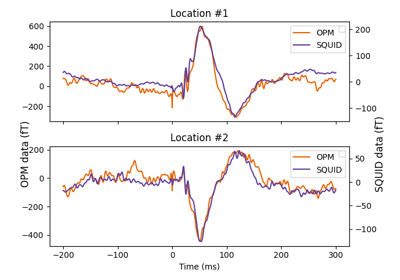 Location #1
600
400
200
0
−200
200
100
0
−100
OPM
SQUID
Location #2
200
0
−200
−400
50
0
−50
−100
OPM
SQUID
OPM data (fT)
SQUID data (fT)
−200 −100 0 100 200 300
Time (ms)